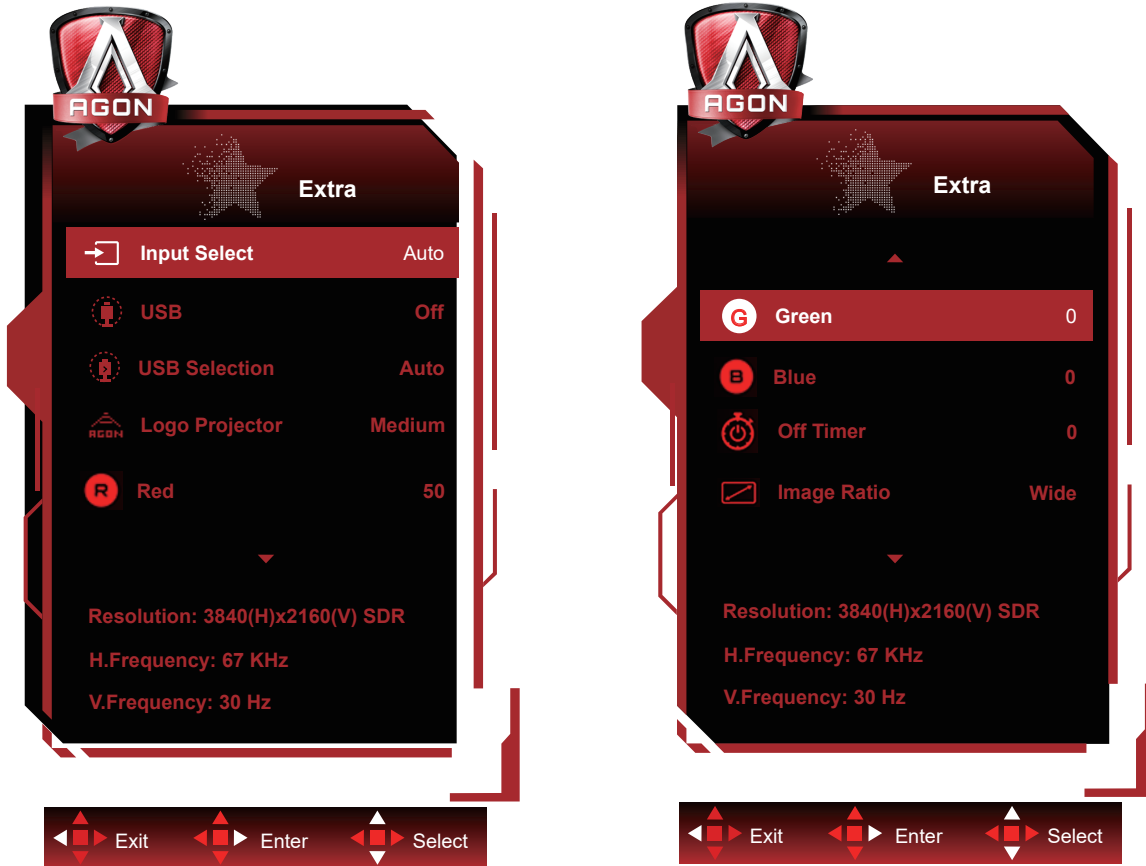 AGON
Extra
Input Select Auto
USB Off
USB Selection Auto
AGON Logo Projector Medium
R Red 50
Resolution: 3840(H)x2160(V) SDR
H.Frequency: 67 KHz
V.Frequency: 30 Hz
Exit Enter Select
AGON
Extra
G Green 0
B Blue 0
Off Timer 0
Image Ratio Wide
Resolution: 3840(H)x2160(V) SDR
H.Frequency: 67 KHz
V.Frequency: 30 Hz
Exit Enter Select